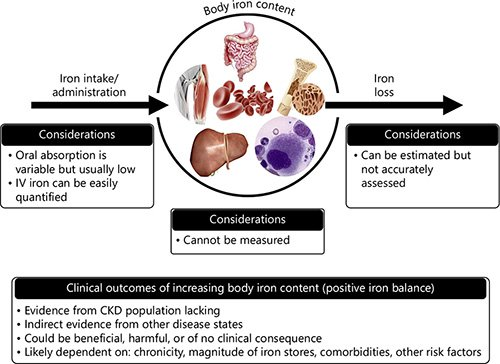 Body iron content
Iron intake/
administration
Iron
loss
Considerations
• Oral absorption is
variable but usually low
• IV iron can be easily
quantified
Considerations
• Can be estimated but
not accurately
assessed
Considerations
• Cannot be measured
Clinical outcomes of increasing body iron content (positive iron balance)
• Evidence from CKD population lacking
• Indirect evidence from other disease states
• Could be beneficial, harmful, or of no clinical consequence
• Likely dependent on: chronicity, magnitude of iron stores, comorbidities, other risk factors